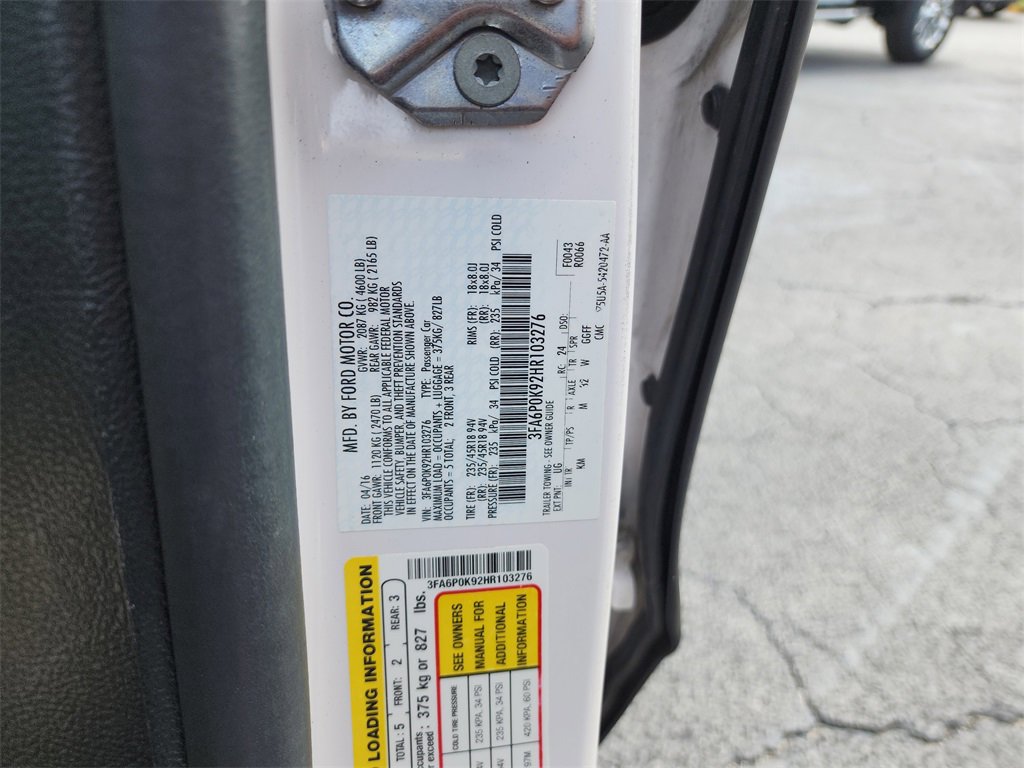 MFD. BY FORD MOTOR CO.
DATE: 04/16 GVWR: 2087 KG ( 4600 LB)
FRONT GAWR: 1120 KG ( 2470 LB) REAR GAWR: 982 KG ( 2165 LB)
THIS VEHICLE CONFORMS TO ALL APPLICABLE FEDERAL MOTOR
VEHICLE SAFETY, BUMPER, AND THEFT PREVENTION STANDARDS
IN EFFECT ON THE DATE OF MANUFACTURE SHOWN ABOVE.
VIN: 3FA6P0K92HR103276 TYPE: Passenger Car
MAXIMUM LOAD = OCCUPANTS + LUGGAGE = 375KG/ 827LB
OCCUPANTS = 5 TOTAL, 2 FRONT, 3 REAR
TIRE (FR): 235/45R18 94V RIMS (FR): 18x8.0J
(RR): 235/45R18 94V (RR): 18x8.0J
PRESSURE (FR): 235 kPa/ 34 PSI COLD (RR): 235 kPa/ 34 PSI COLD
3FA6P0K92HR103276
TRAILER TOWING - SEE OWNER GUIDE F0043
EXT PNT: UG RC: 24 DSO: R0066
INT TR TP/PS R AXLE TR SPR
KM M Y2 W GGFF
CMC 5U5A-5420472-AA
LOADING INFORMATION
TOTAL: 5 FRONT: 2 REAR: 3
exceed: 375 kg or 827 lbs.
3FA6P0K92HR103276
COLD TIRE PRESSURE SEE OWNERS
235 KPA, 34 PSI MANUAL FOR
235 KPA, 34 PSI ADDITIONAL
97M 420 KPA, 60 PSI INFORMATION